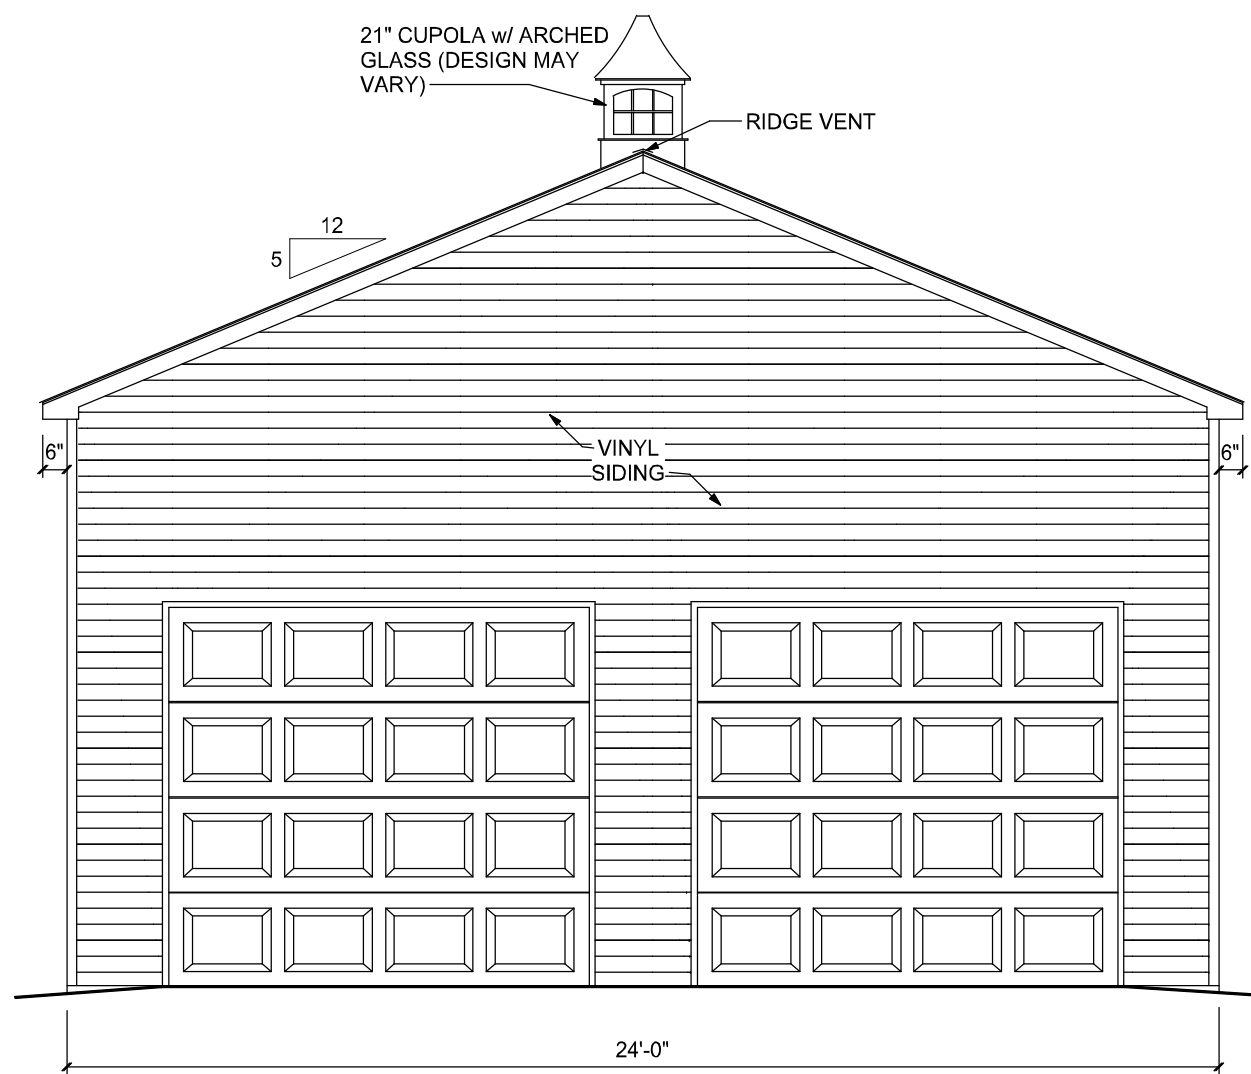 21" CUPOLA w/ ARCHED
GLASS (DESIGN MAY
VARY)
RIDGE VENT
12
5
6"
VINYL
SIDING
6"
24'-0"